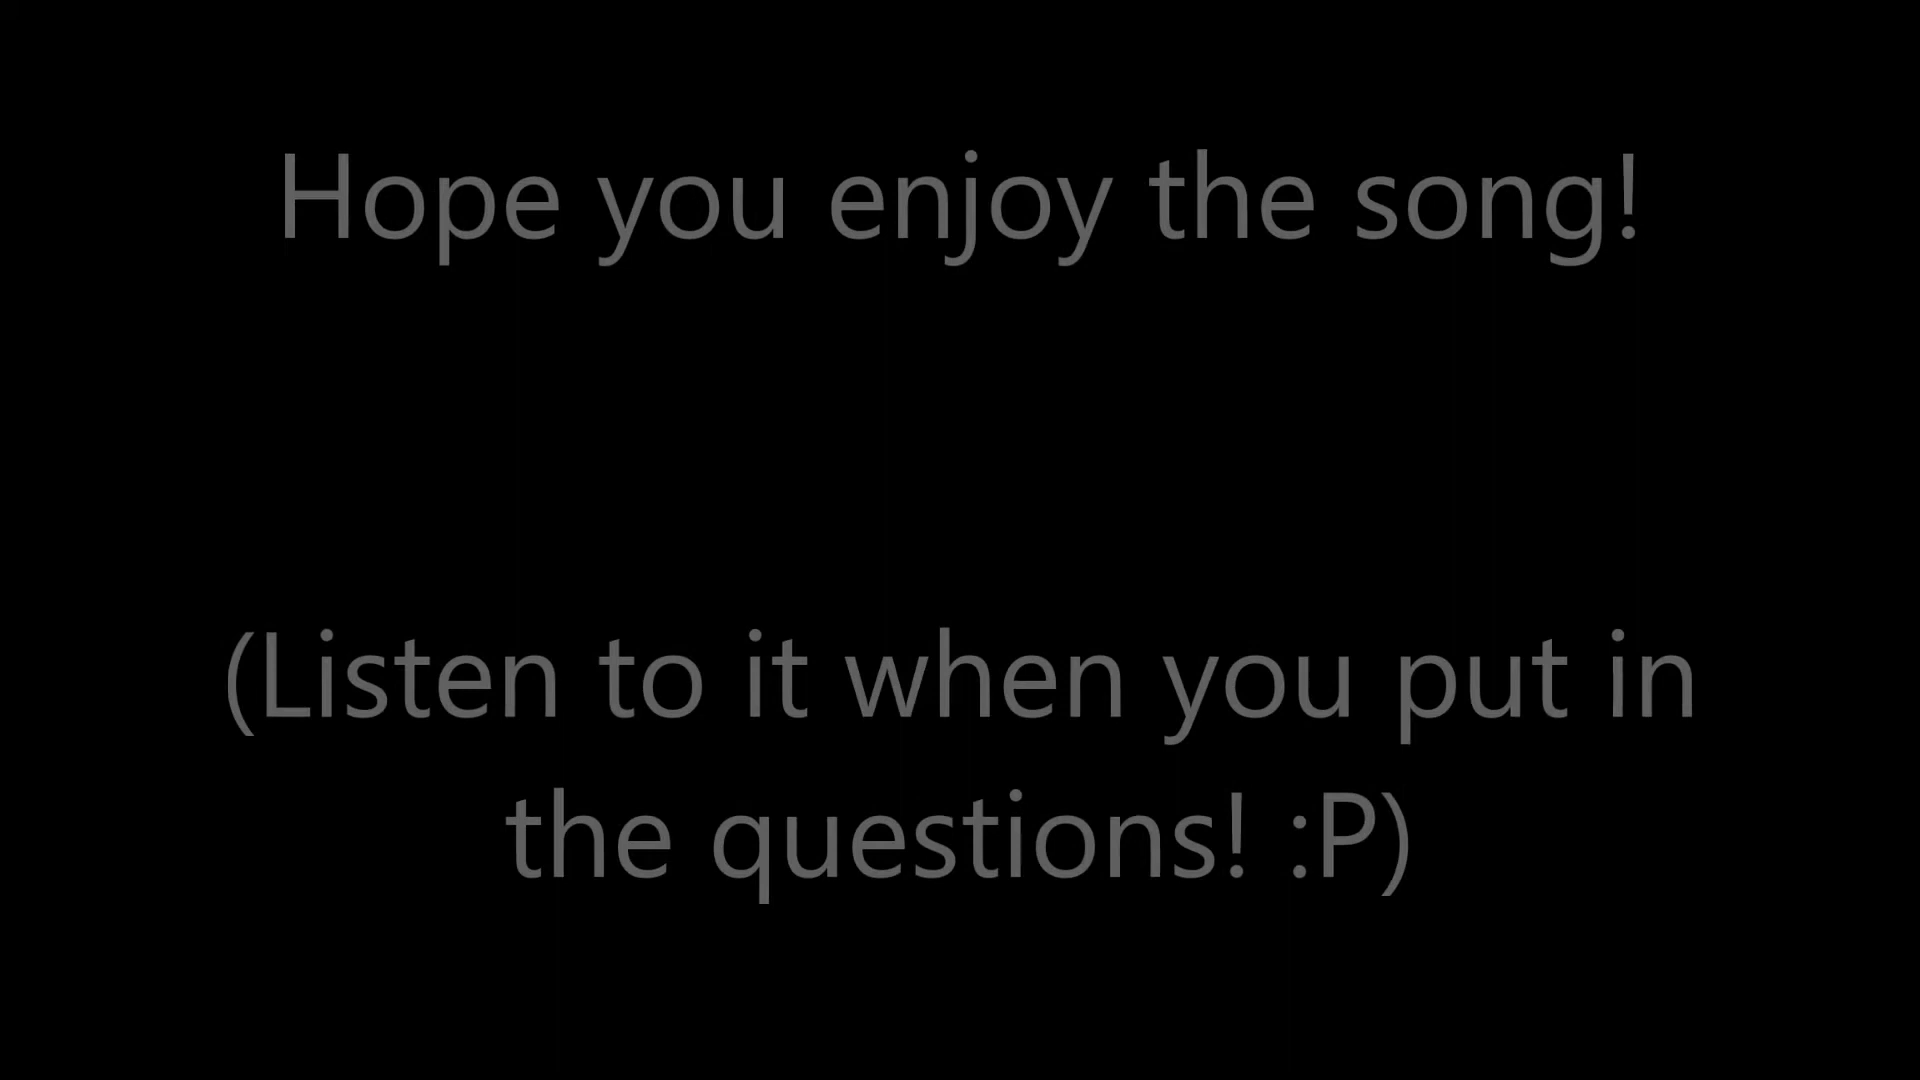 Hope you enjoy the song!
(Listen to it when you put in
the questions! :P)